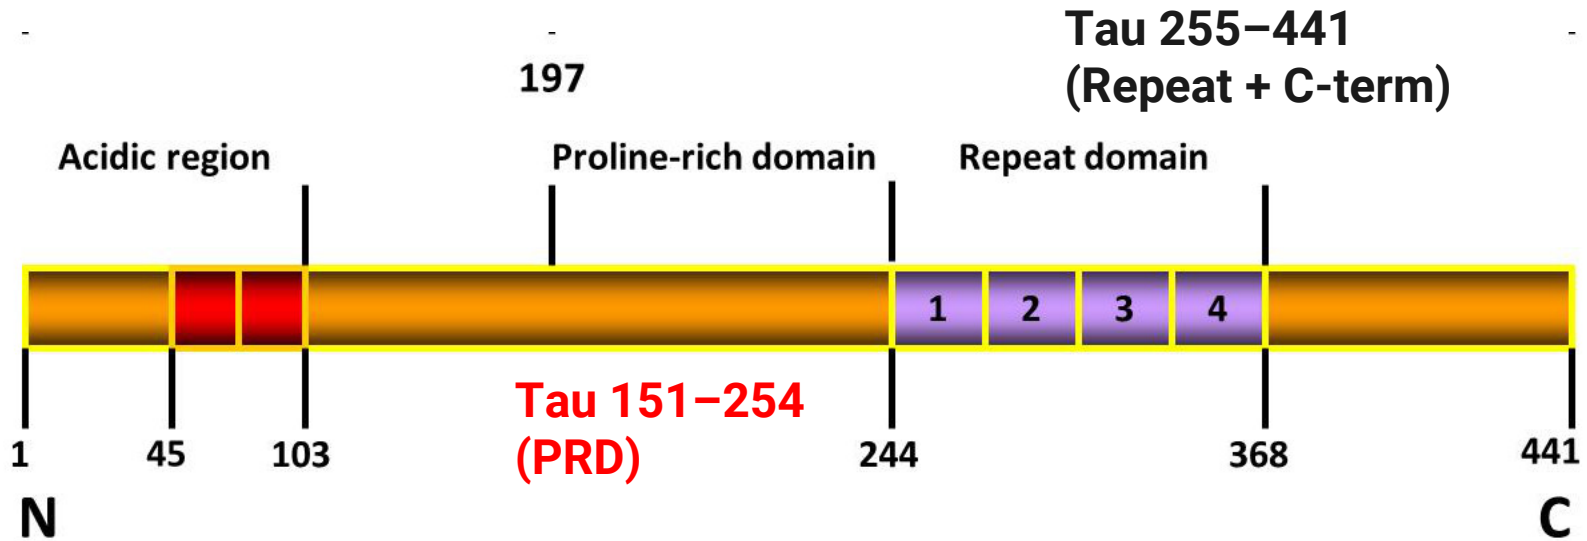 - - -
Tau 255–441
(Repeat + C-term)
197
Acidic region Proline-rich domain Repeat domain
1 2 3 4
Tau 151–254
(PRD)
1 45 103 244 368 441
N C